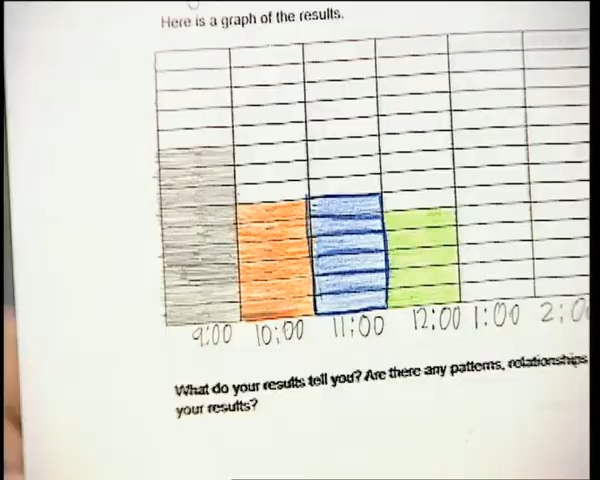 Here is a graph of the results.
9:00 10:00 11:00 12:00 1:00 2:0
What do your results tell you? Are there any patterns, relationships
your results?